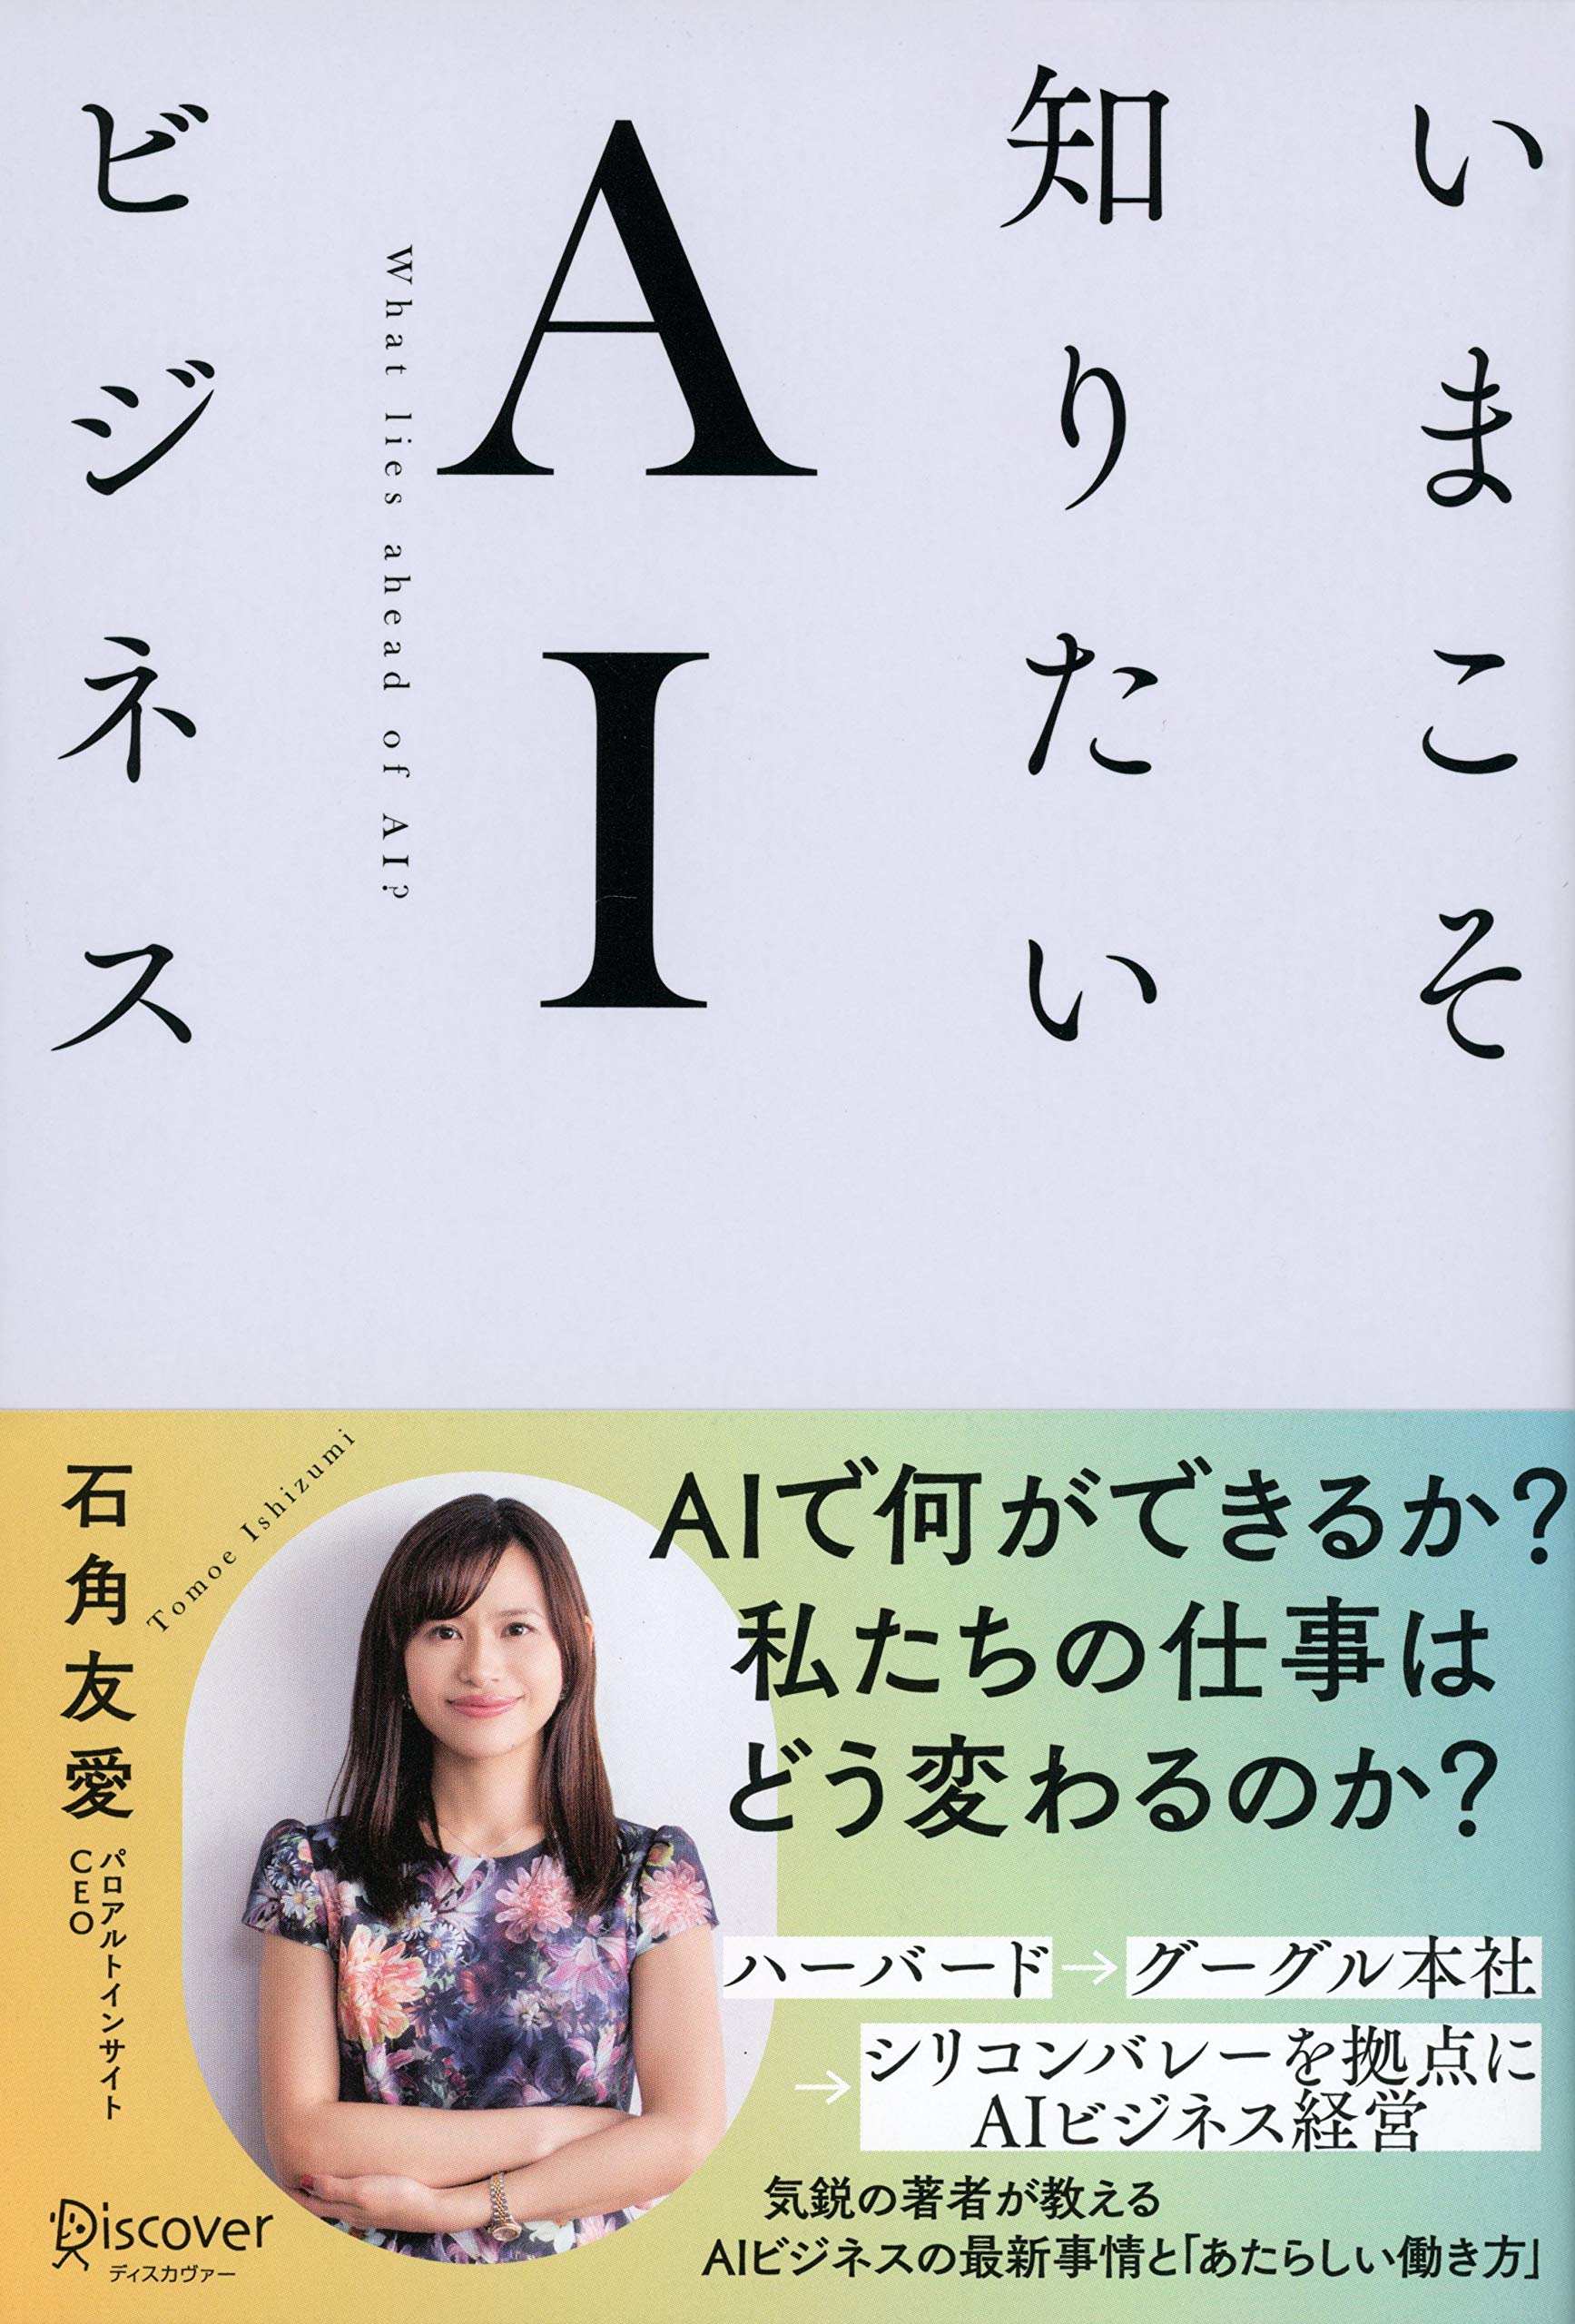 いまこそ
知りたい
AI
What lies ahead of AI?
ビジネス
石角友愛
Tomoe Ishizumi
パロアルトインサイト
CEO
AIで何ができるか?
私たちの仕事は
どう変わるのか?
ハーバード→グーグル本社
→シリコンバレーを拠点に
AIビジネス経営
気鋭の著者が教える
AIビジネスの最新事情と「あたらしい働き方」
Discover
ディスカヴァー